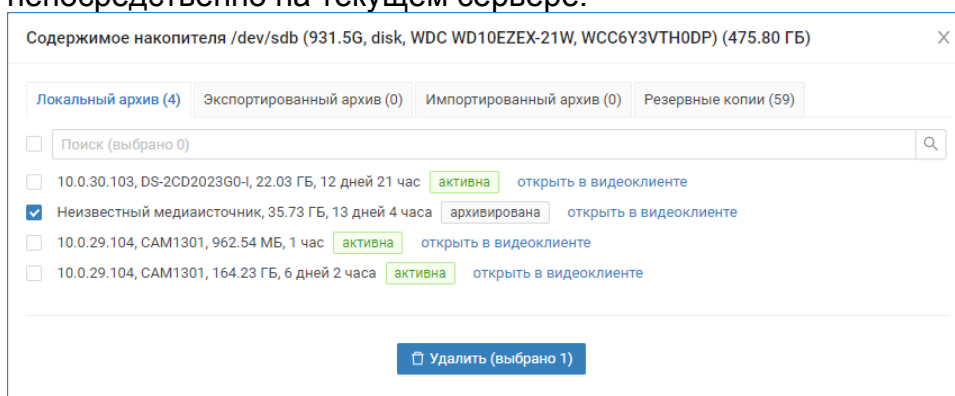 непосредственно на текущем сервере.
Содержимое накопителя /dev/sdb (931.5G, disk, WDC WD10EZEX-21W, WCC6Y3VTH0DP) (475.80 ГБ)
Локальный архив (4) Экспортированный архив (0) Импортированный архив (0) Резервные копии (59)
Поиск (выбрано 0)
10.0.30.103, DS-2CD2023G0-I, 22.03 ГБ, 12 дней 21 час активна открыть в видеоклиенте
Неизвестный медиаисточник, 35.73 ГБ, 13 дней 4 часа архивирована открыть в видеоклиенте
10.0.29.104, CAM1301, 962.54 МБ, 1 час активна открыть в видеоклиенте
10.0.29.104, CAM1301, 164.23 ГБ, 6 дней 2 часа активна открыть в видеоклиенте
Удалить (выбрано 1)